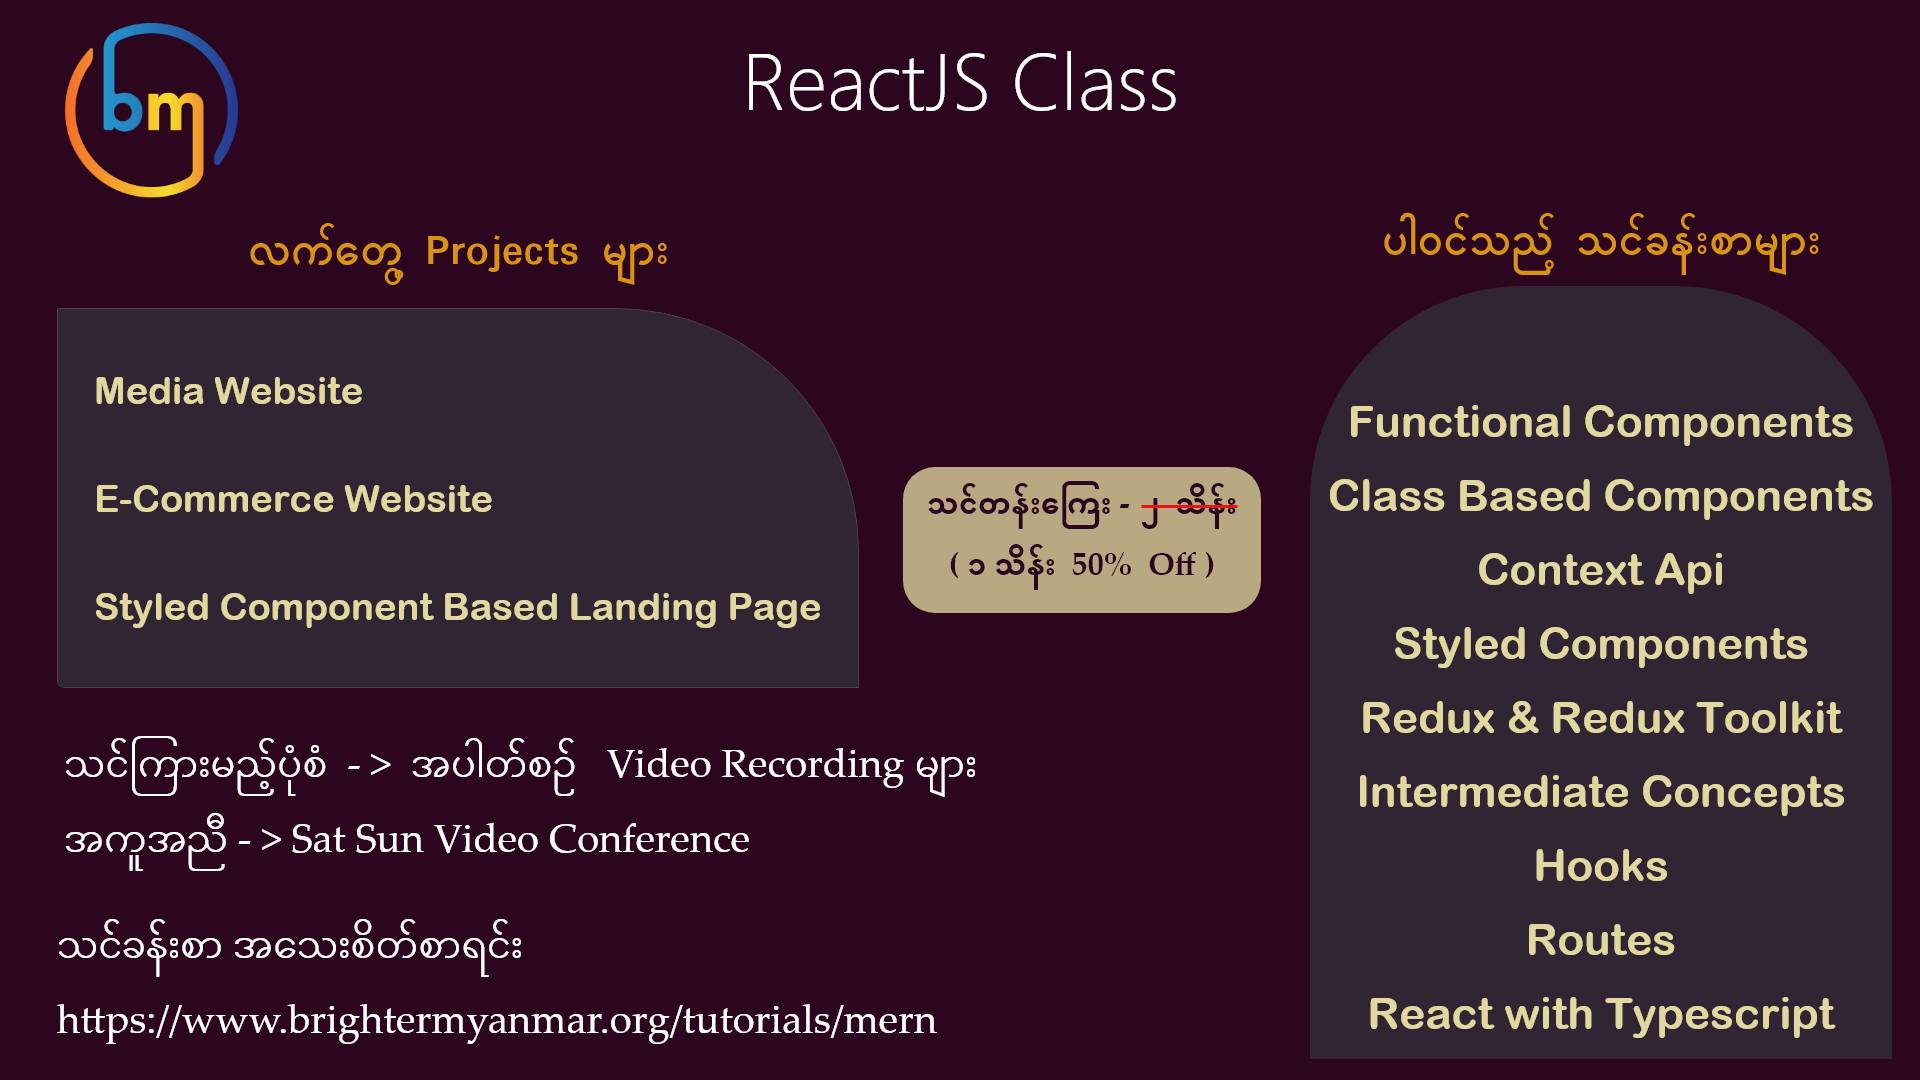 bm
ReactJS Class
လက်တွေ့ Projects များ
Media Website
E-Commerce Website
Styled Component Based Landing Page
သင်တန်းကြေး - ၂ သိန်း
( ၁ သိန်း 50% Off )
ပါဝင်သည့် သင်ခန်းစာများ
Functional Components
Class Based Components
Context Api
Styled Components
Redux & Redux Toolkit
Intermediate Concepts
Hooks
Routes
React with Typescript
သင်ကြားမည့်ပုံစံ - > အပါတ်စဉ် Video Recording များ
အကူအညီ - > Sat Sun Video Conference
သင်ခန်းစာ အသေးစိတ်စာရင်း
https://www.brightermyanmar.org/tutorials/mern